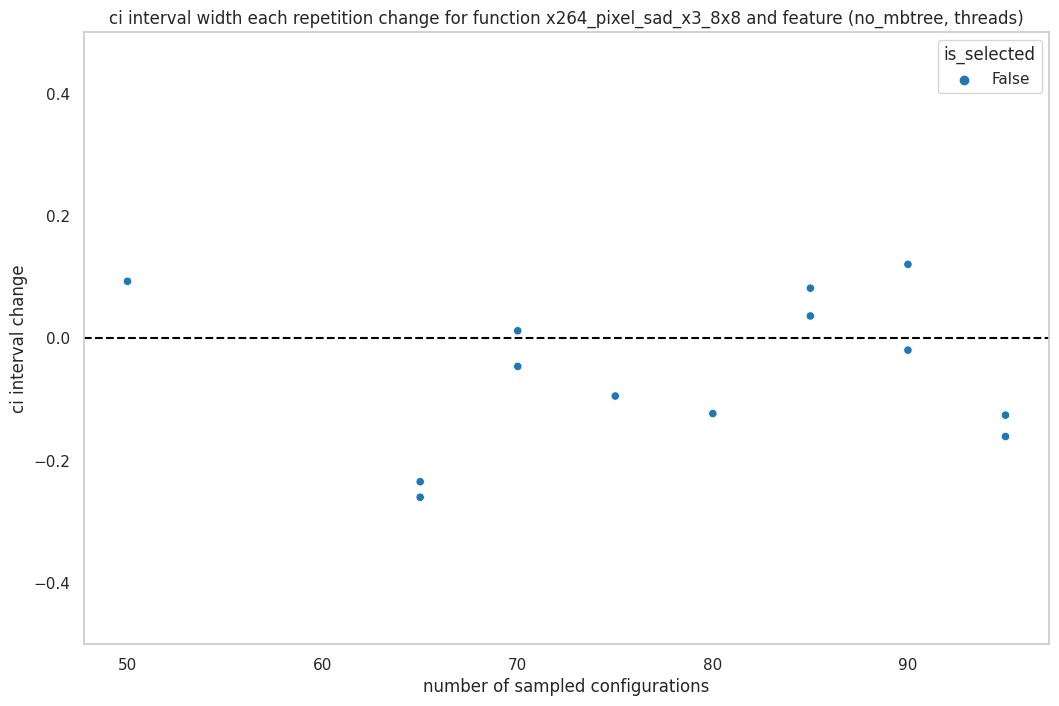 ci interval width each repetition change for function x264_pixel_sad_x3_8x8 and feature (no_mbtree, threads)
is_selected
False
0.4
0.2
0.0
−0.2
−0.4
ci interval change
50 60 70 80 90
number of sampled configurations